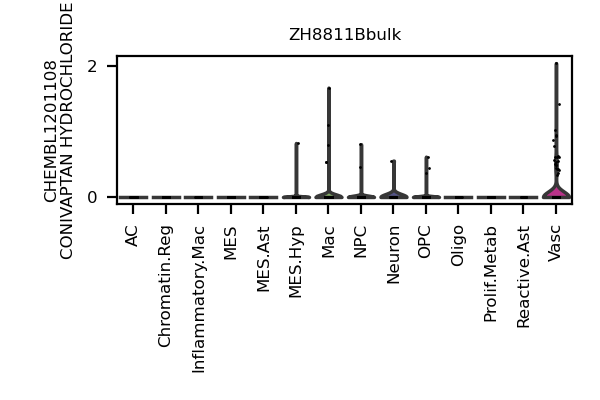 ZH8811Bbulk
CHEMBL1201108
CONIVAPTAN HYDROCHLORIDE
2
0
AC
Chromatin.Reg
Inflammatory.Mac
MES
MES.Ast
MES.Hyp
Mac
NPC
Neuron
OPC
Oligo
Prolif.Metab
Reactive.Ast
Vasc